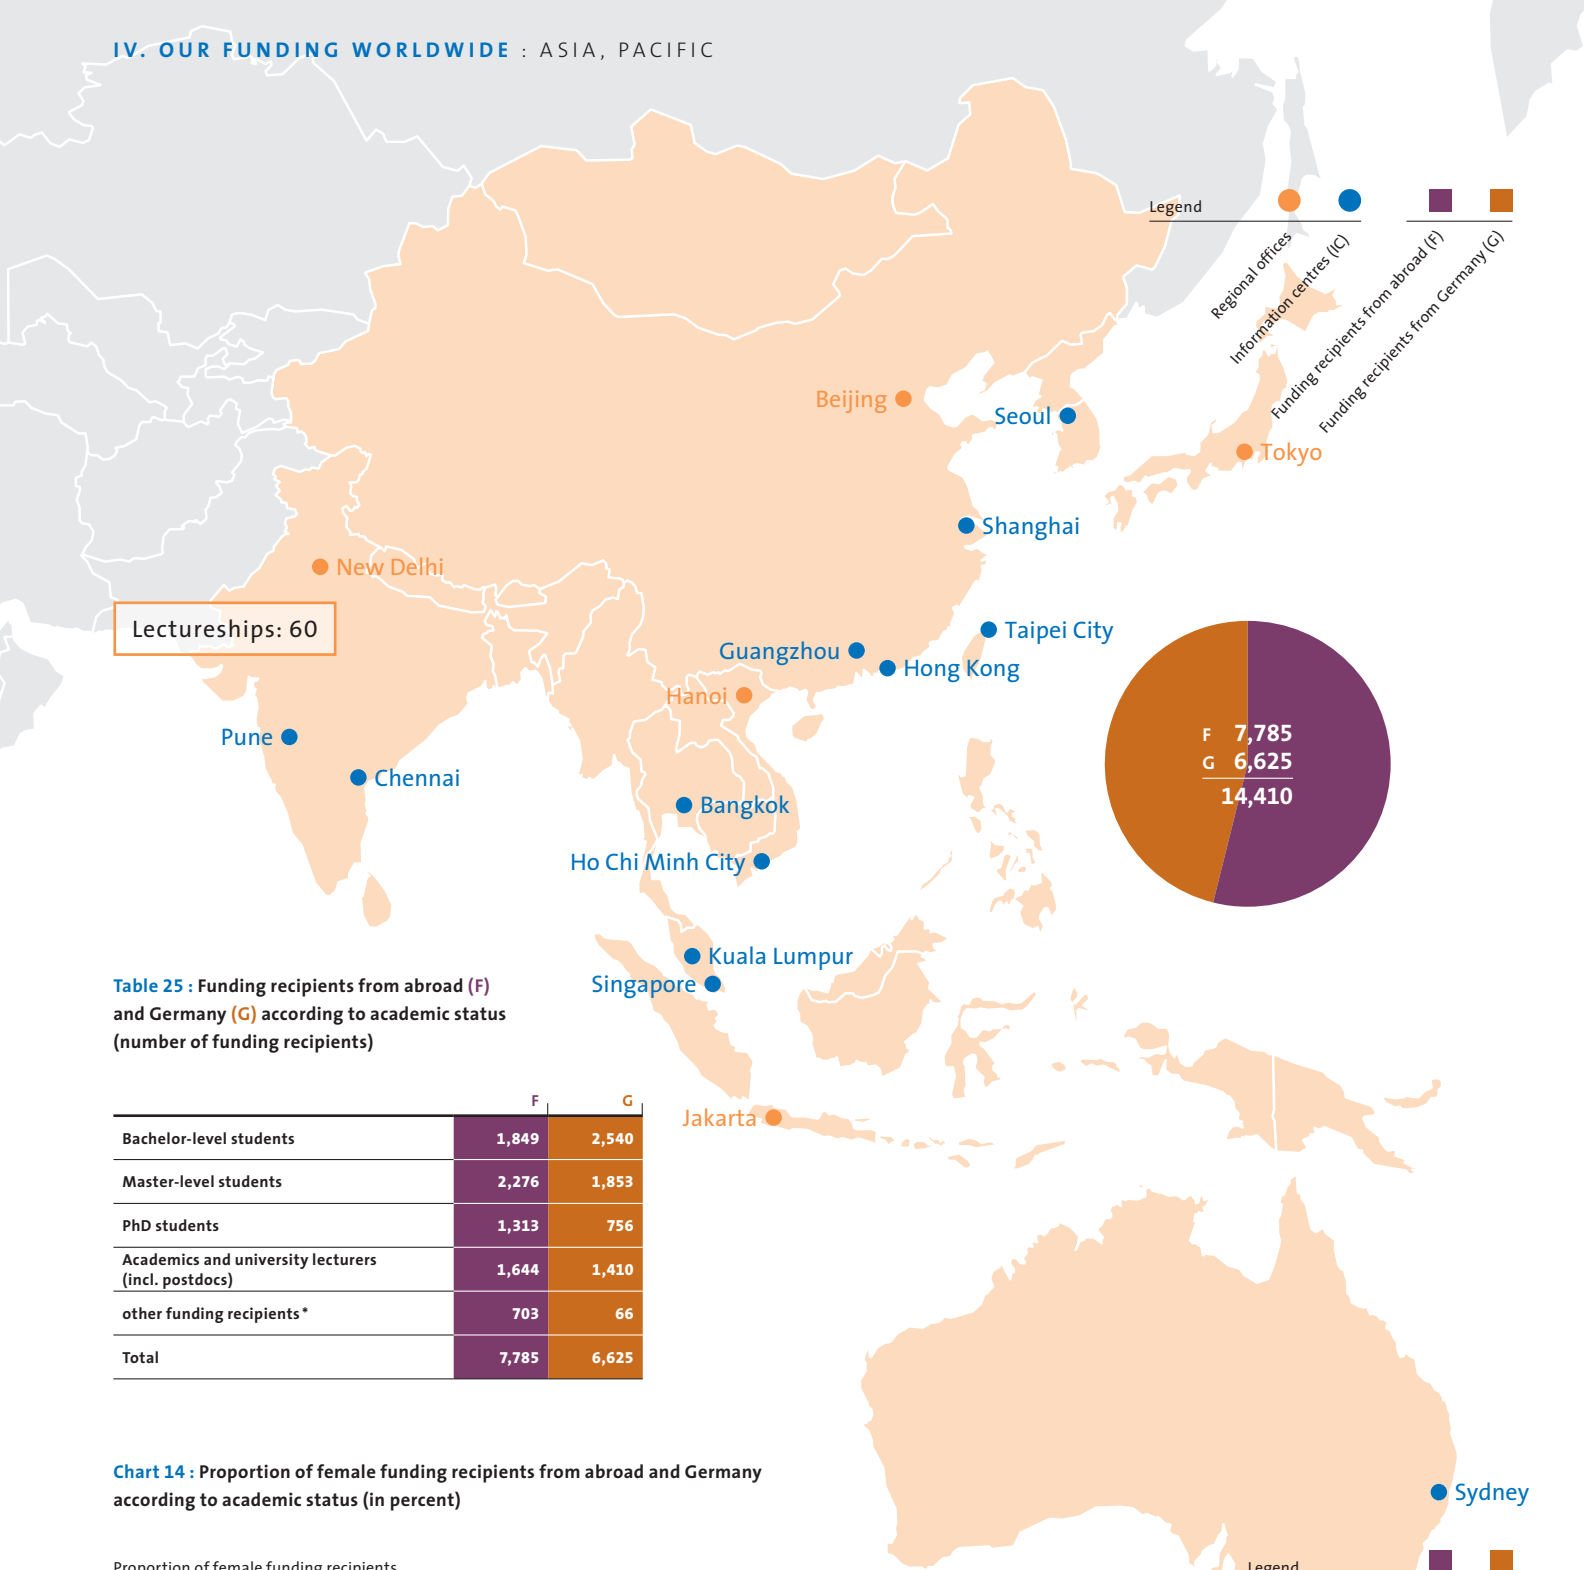 IV. OUR FUNDING WORLDWIDE : ASIA, PACIFIC
Legend
Regional offices
Information centres (IC)
Funding recipients from abroad (F)
Funding recipients from Germany (G)
Beijing
Seoul
Tokyo
Shanghai
New Delhi
Lectureships: 60
Taipei City
Guangzhou
Hong Kong
Hanoi
Pune
Chennai
Bangkok
Ho Chi Minh City
F 7,785
G 6,625
14,410
Kuala Lumpur
Singapore
Jakarta
Sydney
Table 25 : Funding recipients from abroad (F)
and Germany (G) according to academic status
(number of funding recipients)
F G
Bachelor-level students 1,849 2,540
Master-level students 2,276 1,853
PhD students 1,313 756
Academics and university lecturers
(incl. postdocs) 1,644 1,410
other funding recipients* 703 66
Total 7,785 6,625
Chart 14 : Proportion of female funding recipients from abroad and Germany
according to academic status (in percent)
Proportion of female funding recipients
Legend